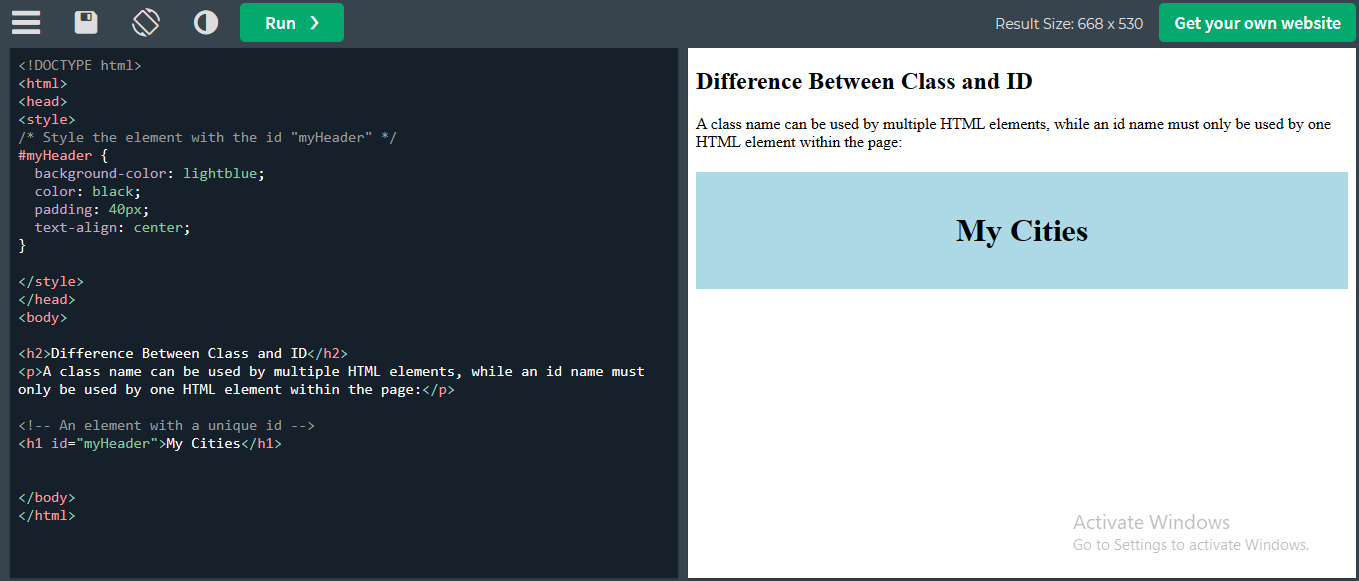 Run ❯
Result Size: 668 x 530
Get your own website
<!DOCTYPE html>
<html>
<head>
<style>
/* Style the element with the id "myHeader" */
#myHeader {
  background-color: lightblue;
  color: black;
  padding: 40px;
  text-align: center;
}
</style>
</head>
<body>
<h2>Difference Between Class and ID</h2>
<p>A class name can be used by multiple HTML elements, while an id name must
only be used by one HTML element within the page:</p>
<!-- An element with a unique id -->
<h1 id="myHeader">My Cities</h1>
</body>
</html>
Difference Between Class and ID
A class name can be used by multiple HTML elements, while an id name must only be used by one
HTML element within the page:
My Cities
Activate Windows
Go to Settings to activate Windows.